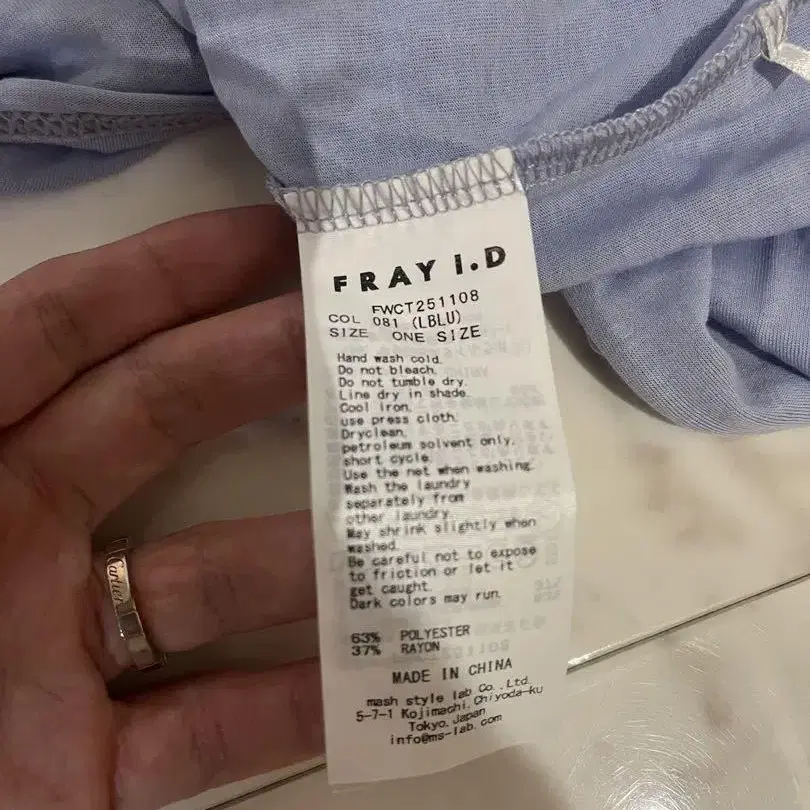 FRAY I.D
FWCT251108
COL 081 (LBLU)
SIZE ONE SIZE
Hand wash cold.
Do not bleach.
Do not tumble dry.
Line dry in shade.
Cool iron.
use press cloth.
Dryclean,
petroleum solvent only,
short cycle.
Use the net when washing.
Wash the laundry
separately from
other laundry.
May shrink slightly when
washed.
Be careful not to expose
to friction or let it
get caught.
Dark colors may run.
63% POLYESTER
37% RAYON
MADE IN CHINA
mash style lab Co., Ltd.
5-7-1 Kojimachi, Chiyoda-ku
Tokyo, Japan
info@ms-lab.com
Cartier